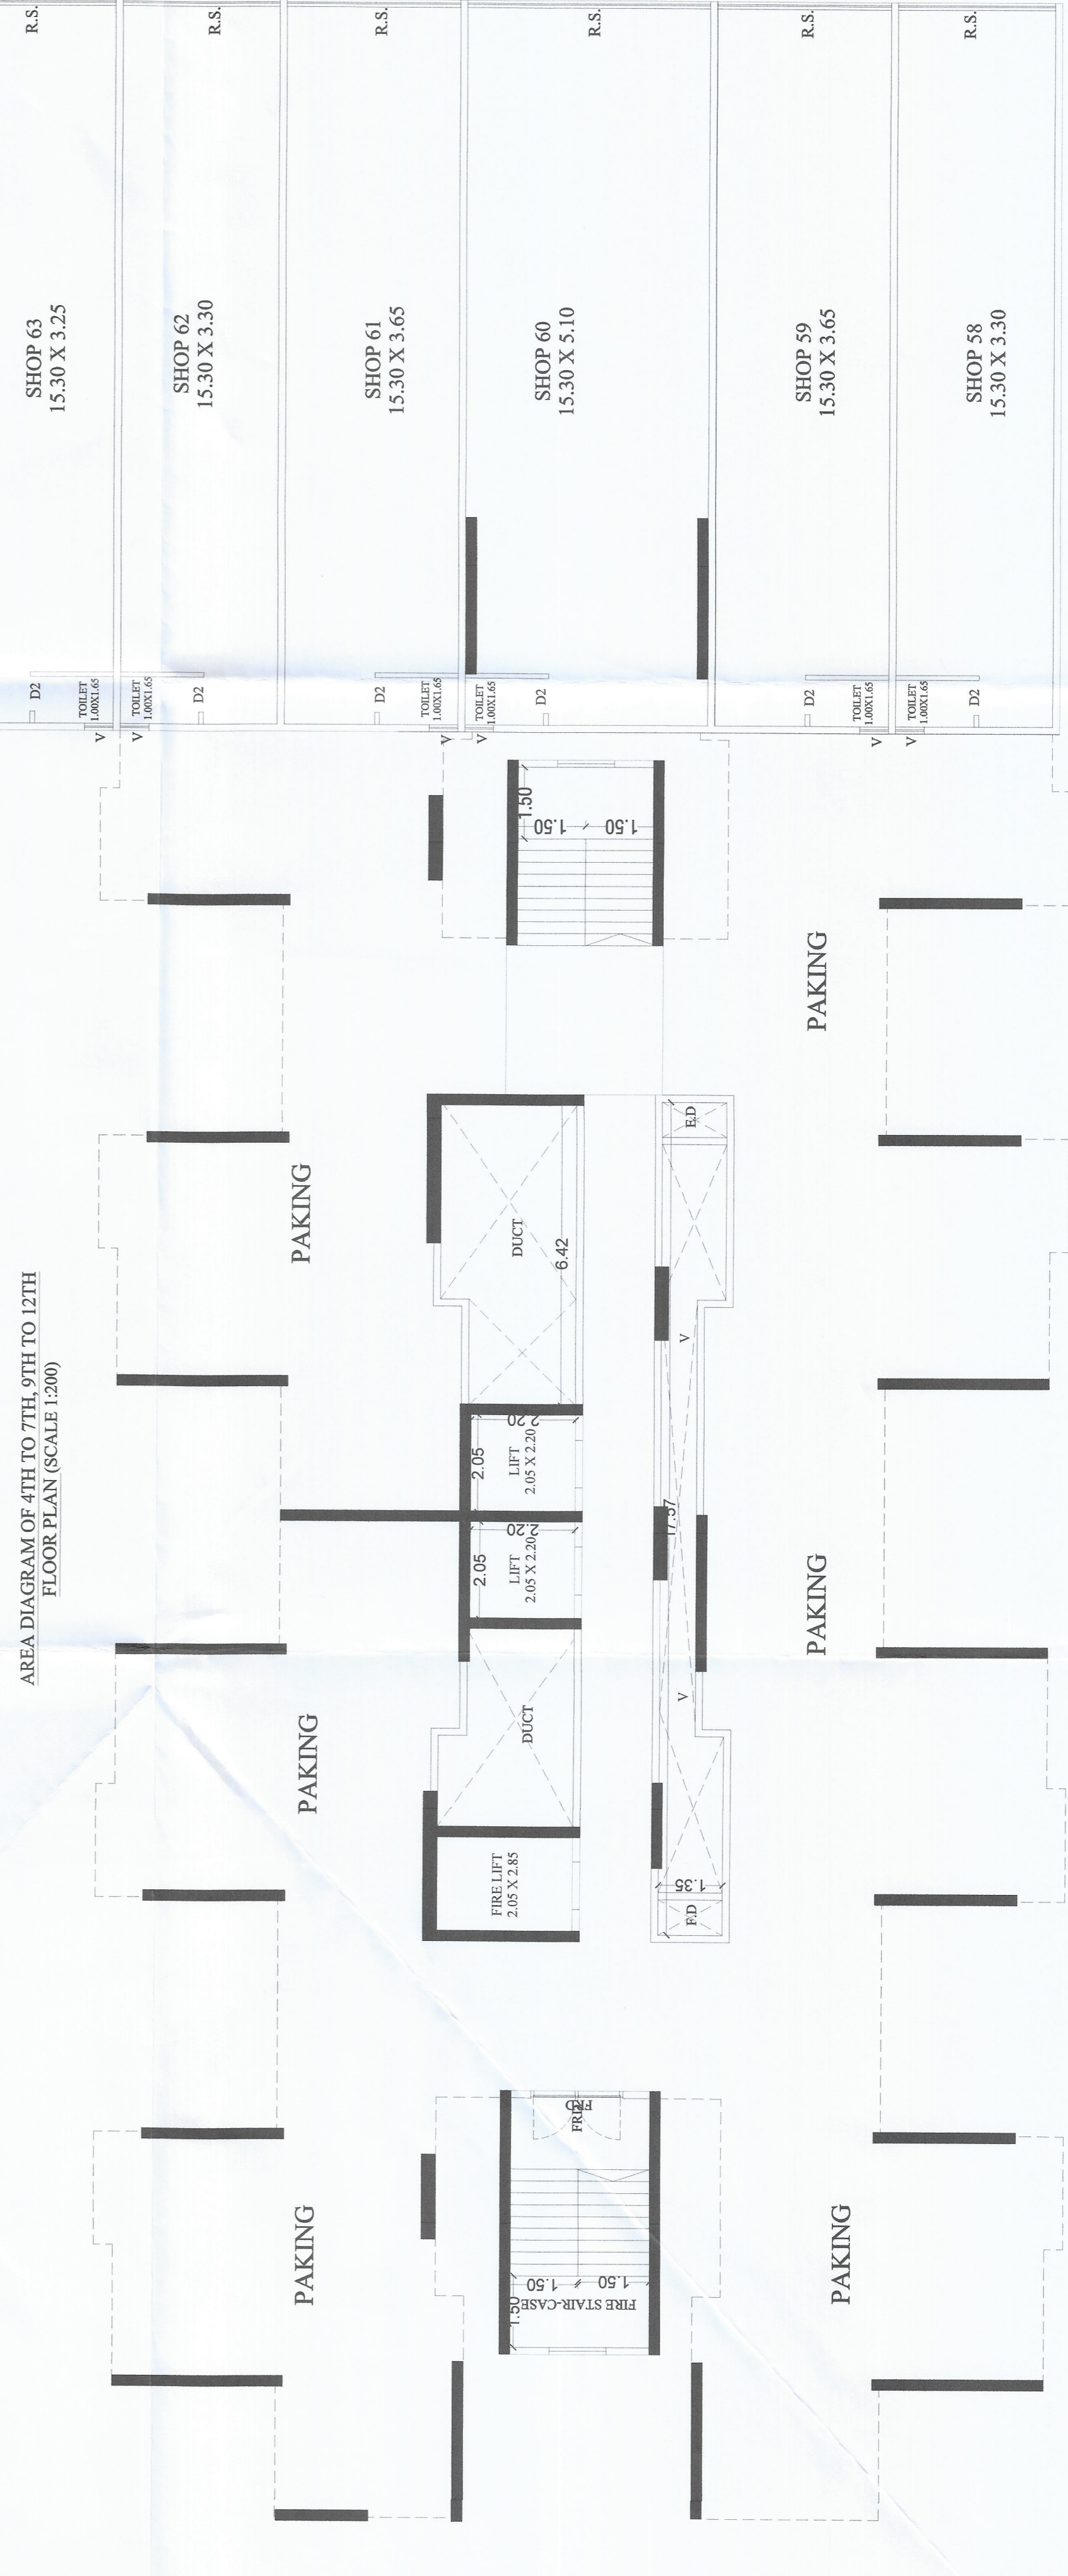 R.S.
R.S.
R.S.
R.S.
R.S.
R.S.
SHOP 63
15.30 X 3.25
SHOP 62
15.30 X 3.30
SHOP 61
15.30 X 3.65
SHOP 60
15.30 X 5.10
SHOP 59
15.30 X 3.65
SHOP 58
15.30 X 3.30
D2
TOILET
1.00X1.65
V
TOILET
1.00X1.65
V
D2
D2
TOILET
1.00X1.65
V
TOILET
1.00X1.65
V
D2
D2
TOILET
1.00X1.65
V
TOILET
1.00X1.65
V
D2
1.50
1.50
1.50
PAKING
AREA DIAGRAM OF 4TH TO 7TH, 9TH TO 12TH
FLOOR PLAN (SCALE 1:200)
PAKING
DUCT
6.42
E.D
V
2.20
2.05
LIFT
2.05 X 2.20
2.20
2.05
LIFT
2.05 X 2.20
17.57
PAKING
V
PAKING
DUCT
FIRE LIFT
2.05 X 2.85
1.35
F.D
FRD
FRD
PAKING
PAKING
1.50
1.50
1.50
FIRE STAIR-CASE